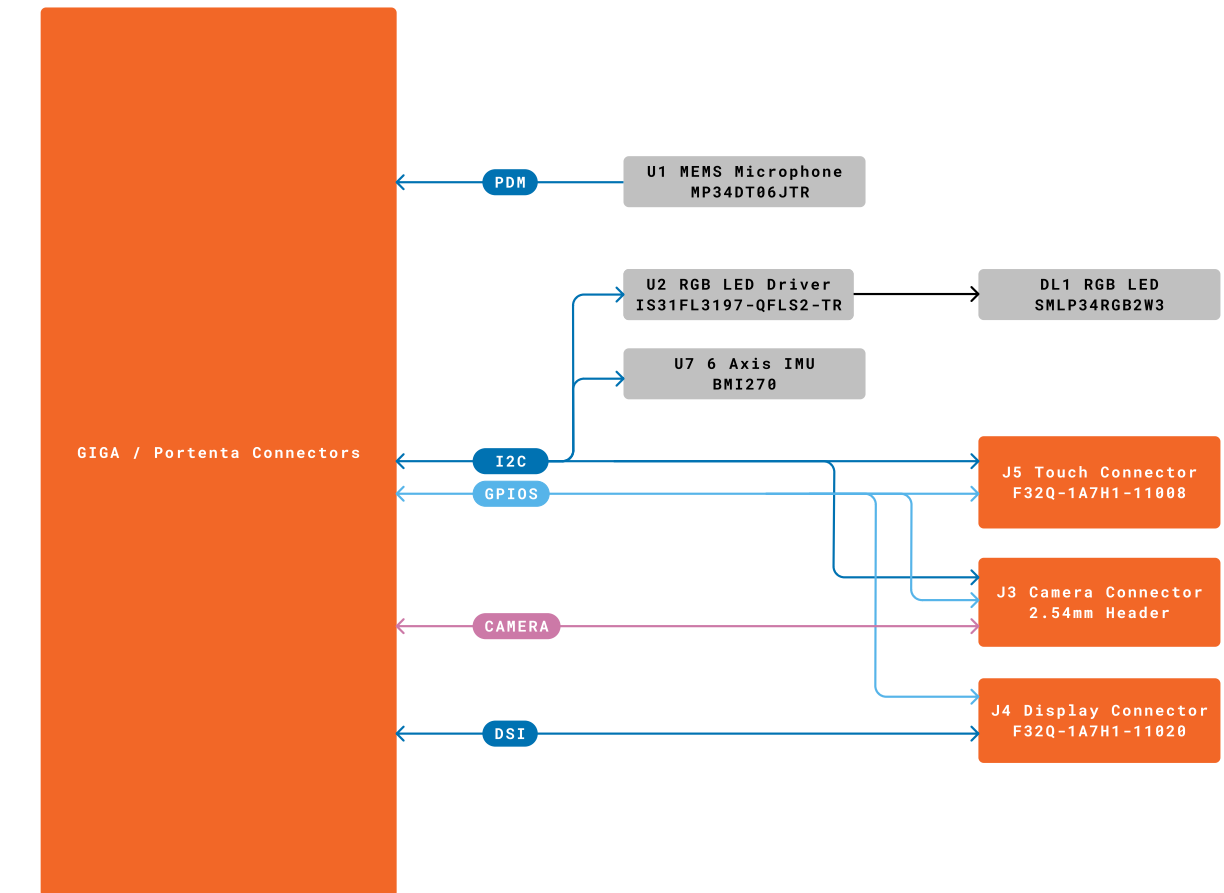 PDM
U1 MEMS Microphone
MP34DT06JTR
U2 RGB LED Driver
IS31FL3197-QFLS2-TR
DL1 RGB LED
SMLP34RGB2W3
U7 6 Axis IMU
BMI270
GIGA / Portenta Connectors
I2C
GPIOS
J5 Touch Connector
F32Q-1A7H1-11008
J3 Camera Connector
2.54mm Header
CAMERA
J4 Display Connector
F32Q-1A7H1-11020
DSI